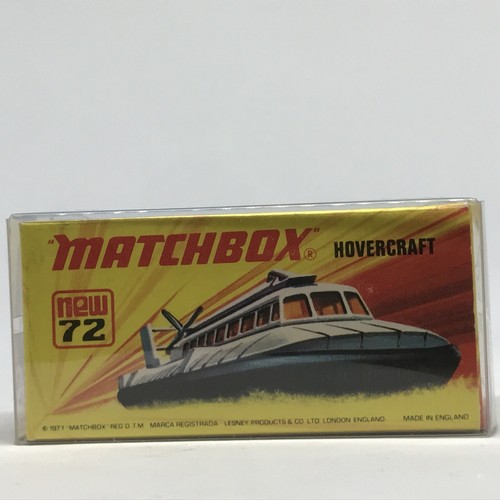 "MATCHBOX"® HOVERCRAFT
new
72
© 1971 "MATCHBOX" REG'D T.M. MARCA REGISTRADA LESNEY PRODUCTS & CO. LTD. LONDON ENGLAND. MADE IN ENGLAND